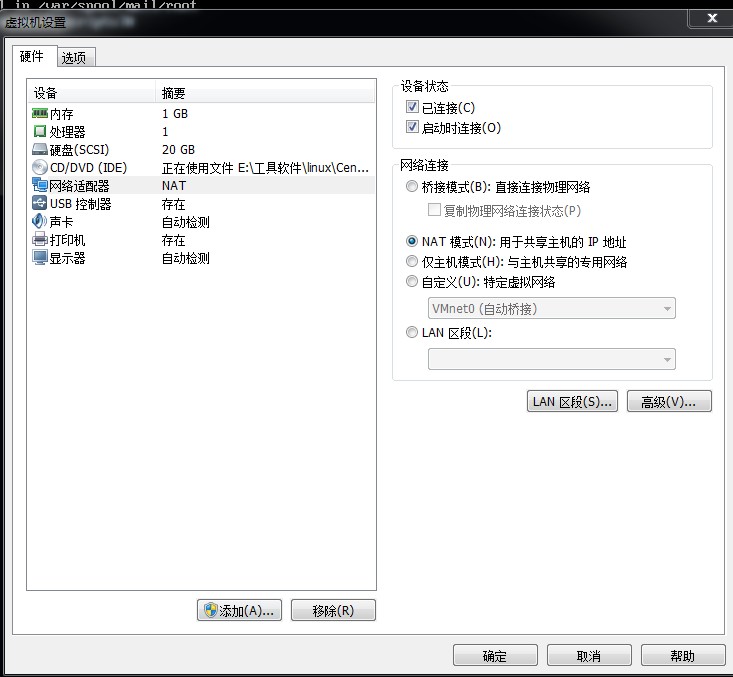 l in /var/spool/mail/root
虚拟机设置
硬件
选项
设备 摘要
内存 1 GB
处理器 1
硬盘(SCSI) 20 GB
CD/DVD (IDE) 正在使用文件 E:\工具软件\linux\Cen...
网络适配器 NAT
USB 控制器 存在
声卡 自动检测
打印机 存在
显示器 自动检测
添加(A)...
移除(R)
设备状态
已连接(C)
启动时连接(O)
网络连接
桥接模式(B): 直接连接物理网络
复制物理网络连接状态(P)
NAT 模式(N): 用于共享主机的 IP 地址
仅主机模式(H): 与主机共享的专用网络
自定义(U): 特定虚拟网络
VMnet0 (自动桥接)
LAN 区段(L):
LAN 区段(S)...
高级(V)...
确定
取消
帮助